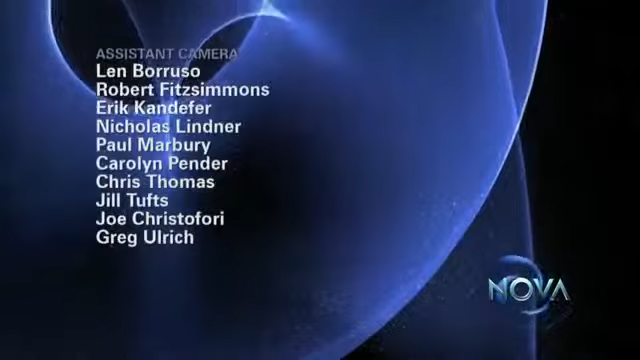 ASSISTANT CAMERA
Len Borruso
Robert Fitzsimmons
Erik Kandefer
Nicholas Lindner
Paul Marbury
Carolyn Pender
Chris Thomas
Jill Tufts
Joe Christofori
Greg Ulrich
NOVA